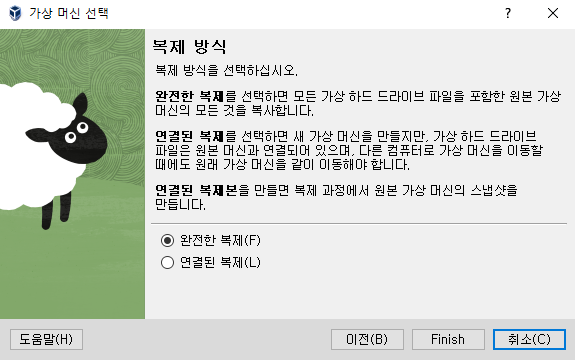 가상 머신 선택
복제 방식
복제 방식을 선택하십시오.
완전한 복제를 선택하면 모든 가상 하드 드라이브 파일을 포함한 원본 가상
머신의 모든 것을 복사합니다.
연결된 복제를 선택하면 새 가상 머신을 만들지만, 가상 하드 드라이브
파일은 원본 머신과 연결되어 있으며, 다른 컴퓨터로 가상 머신을 이동할
때에도 원래 가상 머신을 같이 이동해야 합니다.
연결된 복제본을 만들면 복제 과정에서 원본 가상 머신의 스냅샷을
만듭니다.
완전한 복제(F)
연결된 복제(L)
도움말(H) 이전(B) Finish 취소(C)